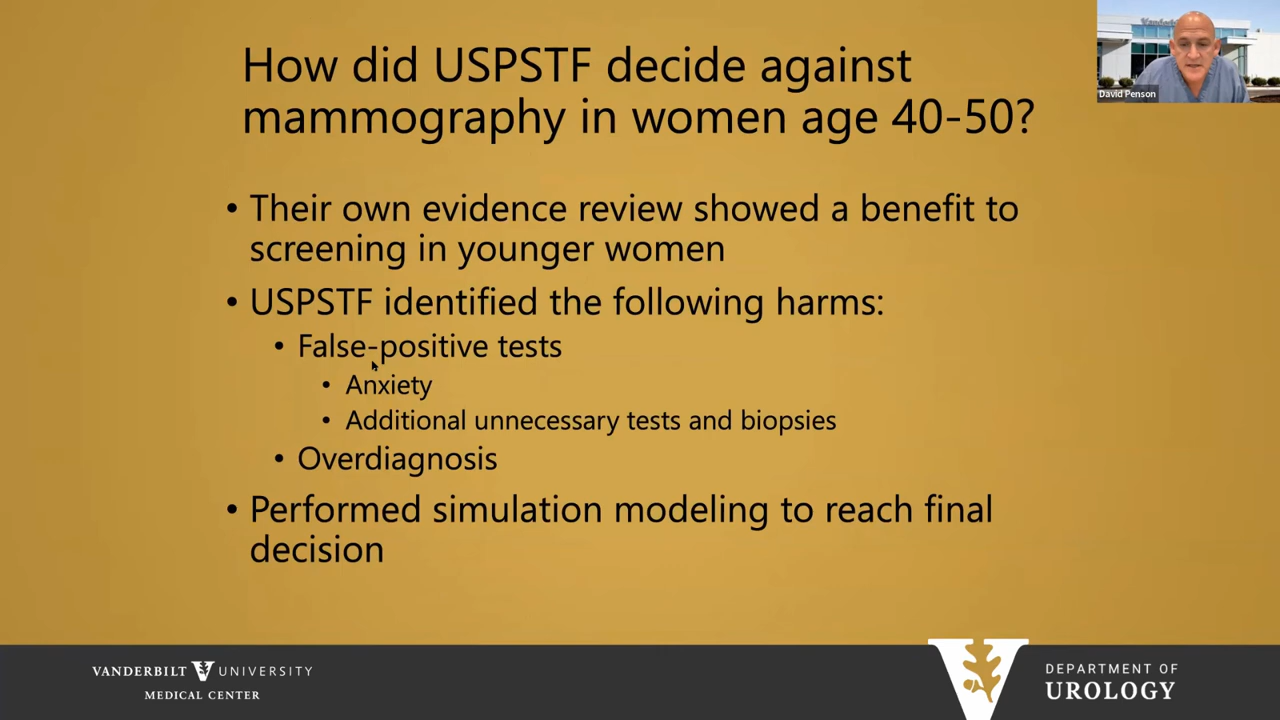 How did USPSTF decide against
mammography in women age 40-50?
• Their own evidence review showed a benefit to
screening in younger women
• USPSTF identified the following harms:
• False-positive tests
• Anxiety
• Additional unnecessary tests and biopsies
• Overdiagnosis
• Performed simulation modeling to reach final
decision
David Penson
VANDERBILT V UNIVERSITY
MEDICAL CENTER
DEPARTMENT OF
UROLOGY